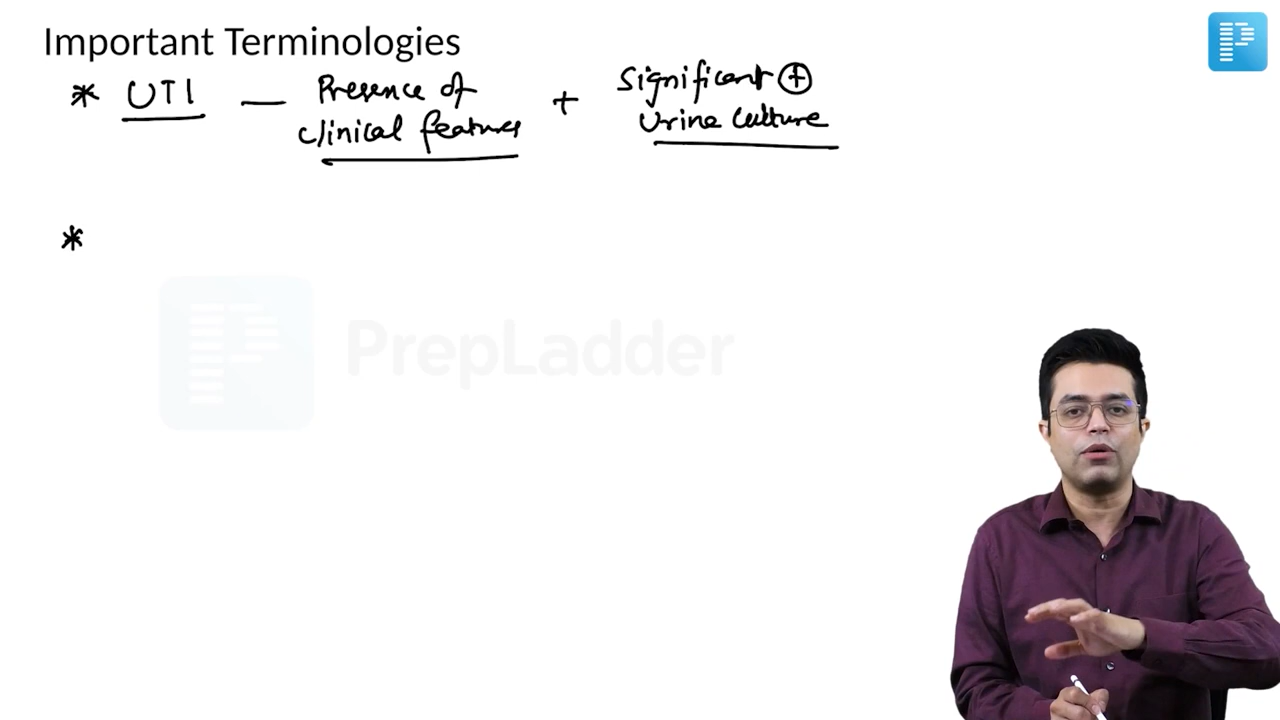 Important Terminologies
* UTI — Presence of clinical features + Significant ⊕ Urine Culture
*
PrepLadder